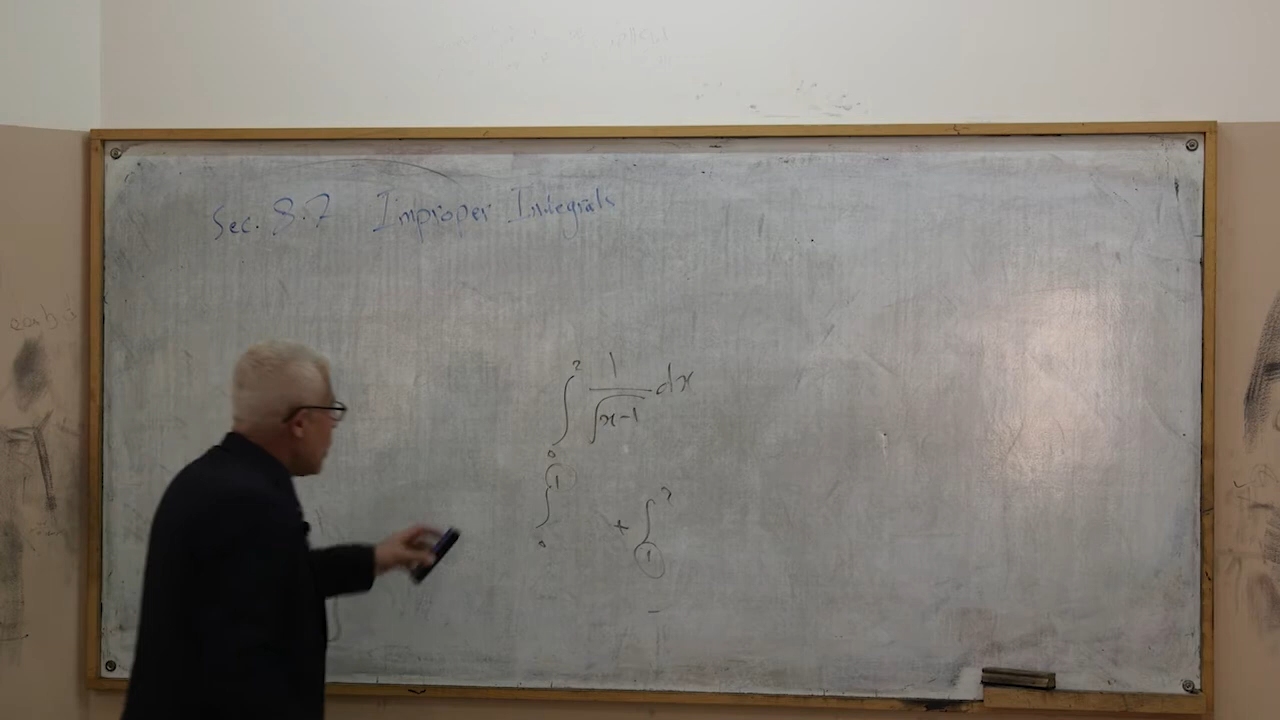 Sec. 8.7 Improper Integrals
∫₀² 1/√(x-1) dx
∫₀¹ + ∫₁²